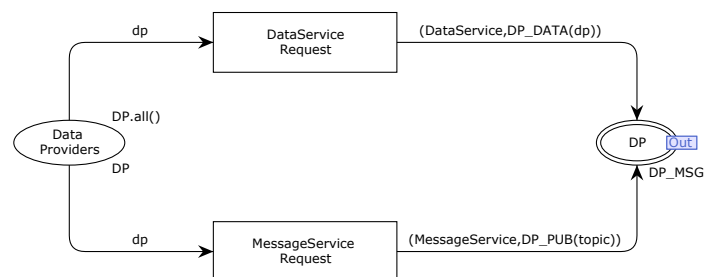 dp
DataService
Request
(DataService,DP_DATA(dp))
DP.all()
Data
Providers
DP
DP
Out
DP_MSG
dp
MessageService
Request
(MessageService,DP_PUB(topic))